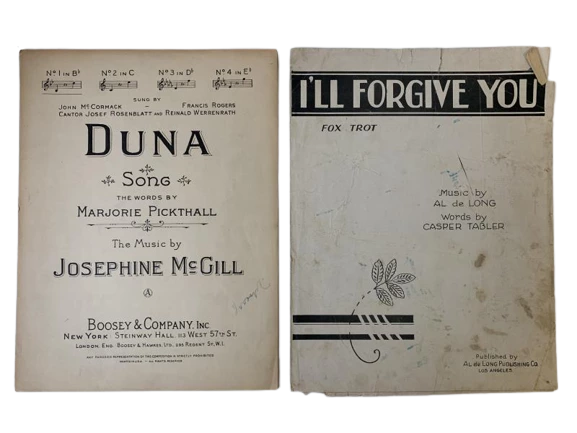 No 1 IN B♭ No 2 IN C No 3 IN D♭ No 4 IN E♭
SUNG BY
JOHN McCORMACK – FRANCIS ROGERS
CANTOR JOSEF ROSENBLATT AND REINALD WERRENRATH
DUNA
SONG
THE WORDS BY
MARJORIE PICKTHALL
The Music by
JOSEPHINE McGILL
A
BOOSEY & COMPANY, INC
NEW YORK STEINWAY HALL 113 WEST 57TH ST.
LONDON, ENG. BOOSEY & HAWKES, LTD., 295 REGENT ST., W.1.
I'LL FORGIVE YOU
FOX TROT
Music by
AL de LONG
Words by
CASPER TABLER
Published by
AL de LONG PUBLISHING CO.
LOS ANGELES